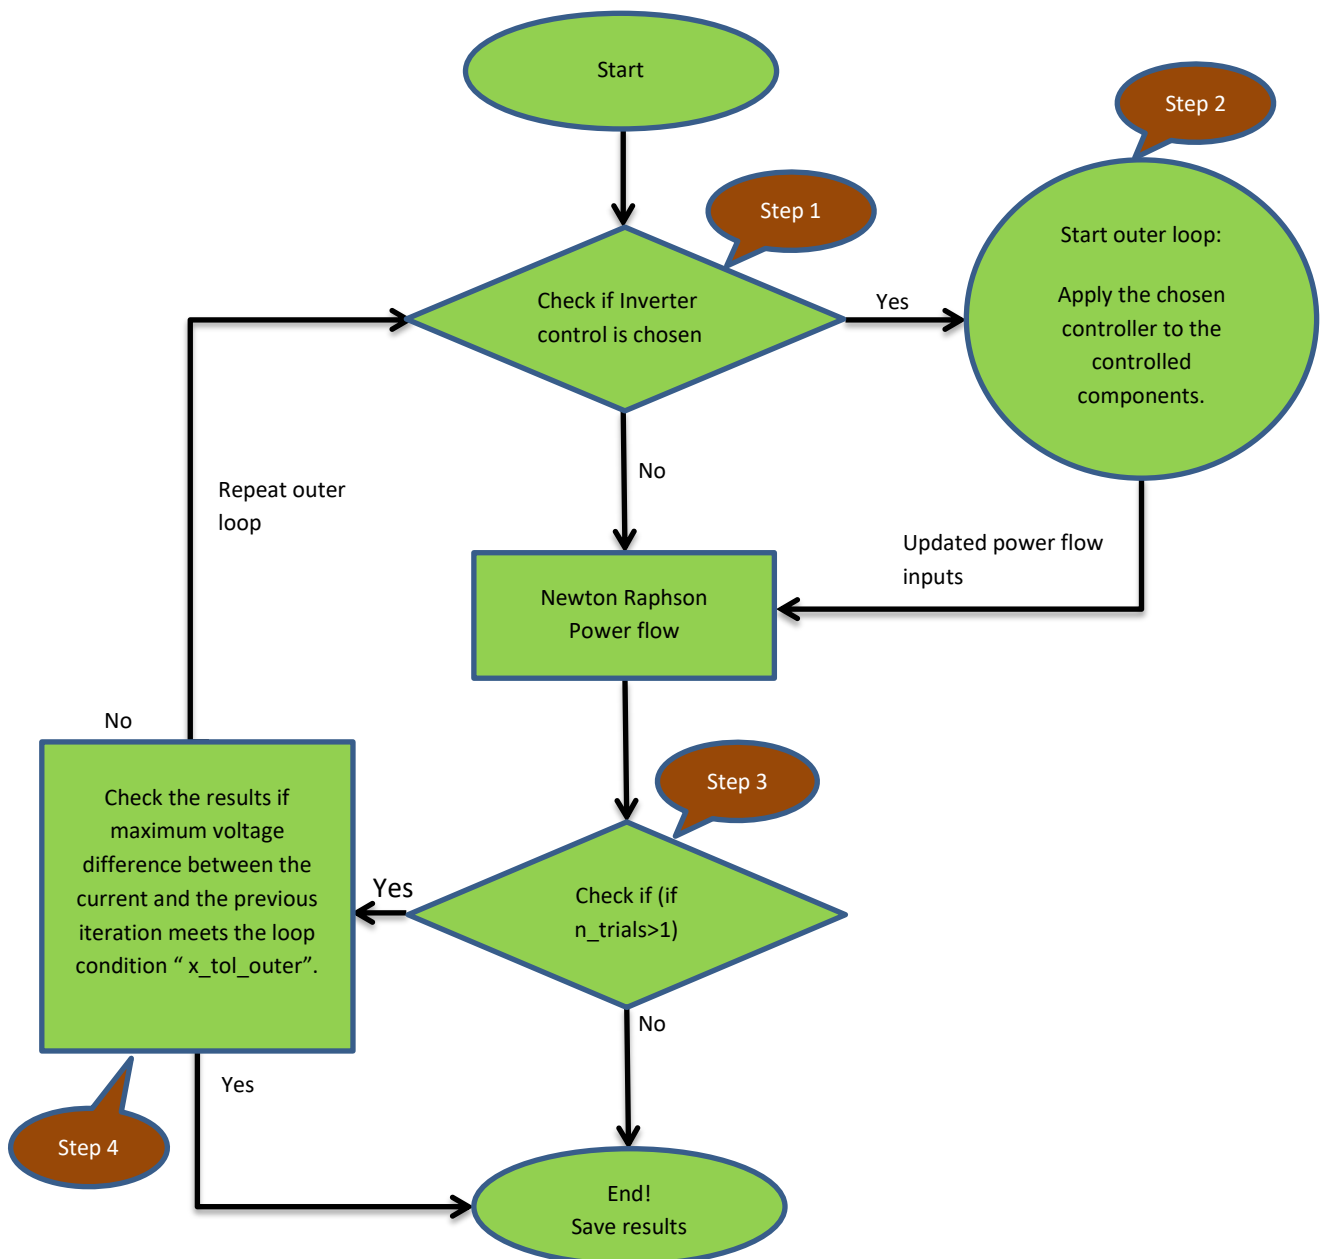 Start
Step 2
Step 1
Start outer loop:
Apply the chosen
controller to the
controlled
components.
Check if Inverter
control is chosen
Yes
No
Repeat outer
loop
Updated power flow
inputs
Newton Raphson
Power flow
No
Step 3
Check the results if
maximum voltage
difference between the
current and the previous
iteration meets the loop
condition “ x_tol_outer”.
Yes
Check if (if
n_trials>1)
No
Yes
Step 4
End!
Save results